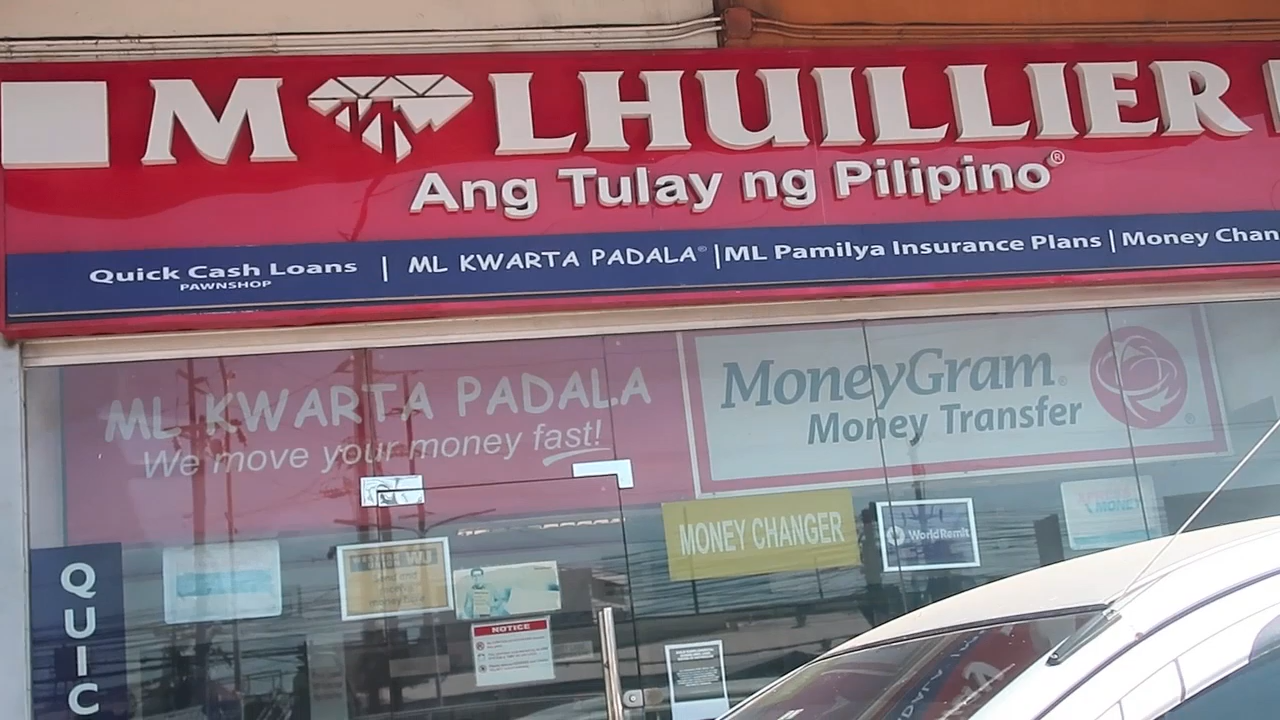 M LHUILLIER
Ang Tulay ng Pilipino®
Quick Cash Loans | ML KWARTA PADALA® | ML Pamilya Insurance Plans | Money Chan
PAWNSHOP
ML KWARTA PADALA
We move your money fast!
MoneyGram®
Money Transfer
MONEY CHANGER
WorldRemit
MONEY
NOTICE
QUIC